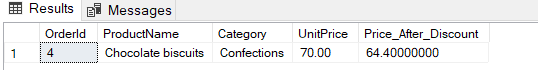 Results Messages
OrderId ProductName Category UnitPrice Price_After_Discount
1 4 Chocolate biscuits Confections 70.00 64.40000000